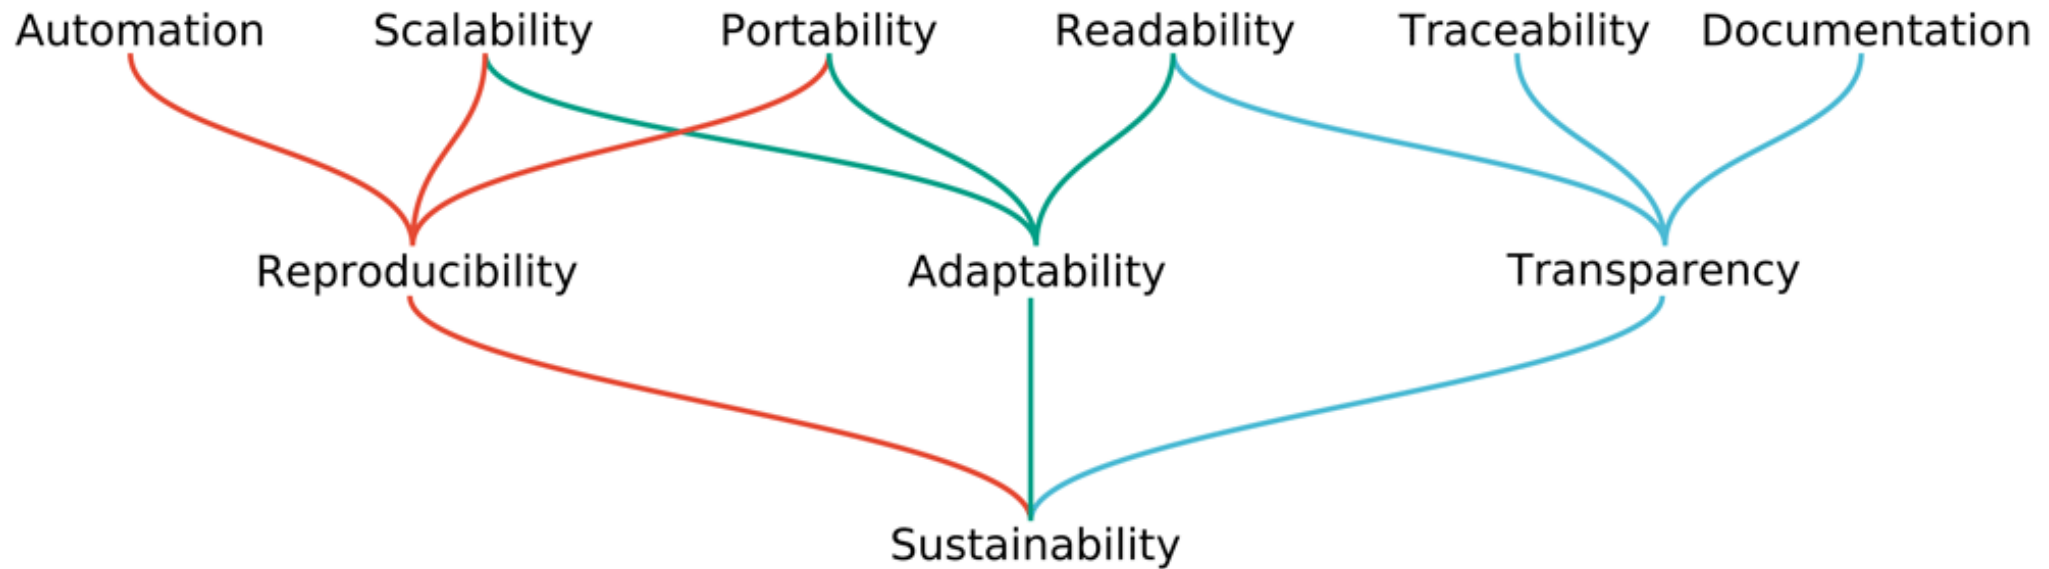 Automation Scalability Portability Readability Traceability Documentation
Reproducibility Adaptability Transparency
Sustainability